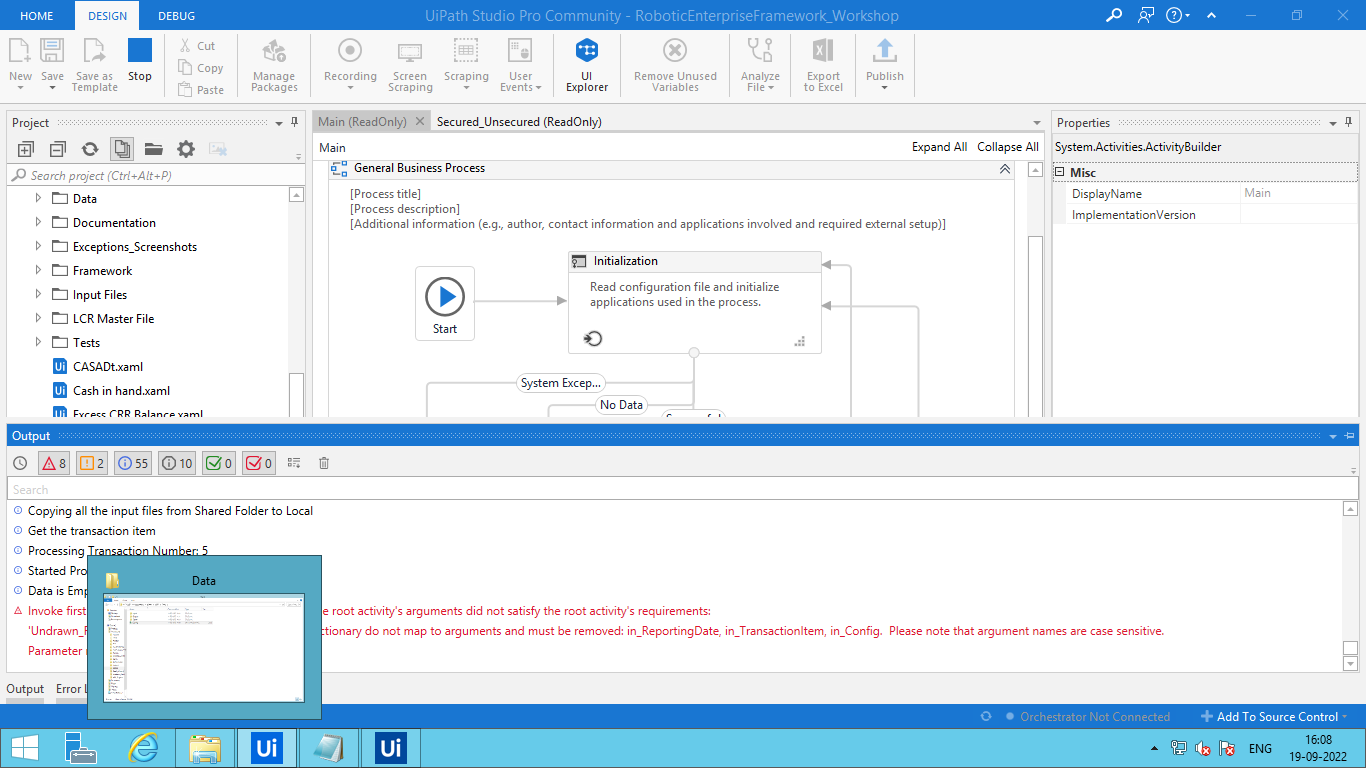 HOME DESIGN DEBUG UiPath Studio Pro Community - RoboticEnterpriseFramework_Workshop
New Save Save as Template Stop
Cut
Copy
Paste
Manage Packages
Recording
Screen Scraping
Scraping
User Events
UI Explorer
Remove Unused Variables
Analyze File
Export to Excel
Publish
Project
Search project (Ctrl+Alt+P)
Data
Documentation
Exceptions_Screenshots
Framework
Input Files
LCR Master File
Tests
CASADt.xaml
Cash in hand.xaml
Excess CRR Balance.xaml
Main (ReadOnly) Secured_Unsecured (ReadOnly)
Main Expand All Collapse All
General Business Process
[Process title]
[Process description]
[Additional information (e.g., author, contact information and applications involved and required external setup)]
Start
Initialization
Read configuration file and initialize
applications used in the process.
System Excep...
No Data
Properties
System.Activities.ActivityBuilder
Misc
DisplayName Main
ImplementationVersion
Output
8 2 55 10 0 0
Search
Copying all the input files from Shared Folder to Local
Get the transaction item
Processing Transaction Number: 5
Started Pro
Data is Emp
Invoke first e root activity's arguments did not satisfy the root activity's requirements:
'Undrawn_ ctionary do not map to arguments and must be removed: in_ReportingDate, in_TransactionItem, in_Config. Please note that argument names are case sensitive.
Parameter
Data
Output Error
Orchestrator Not Connected Add To Source Control
ENG
16:08
19-09-2022